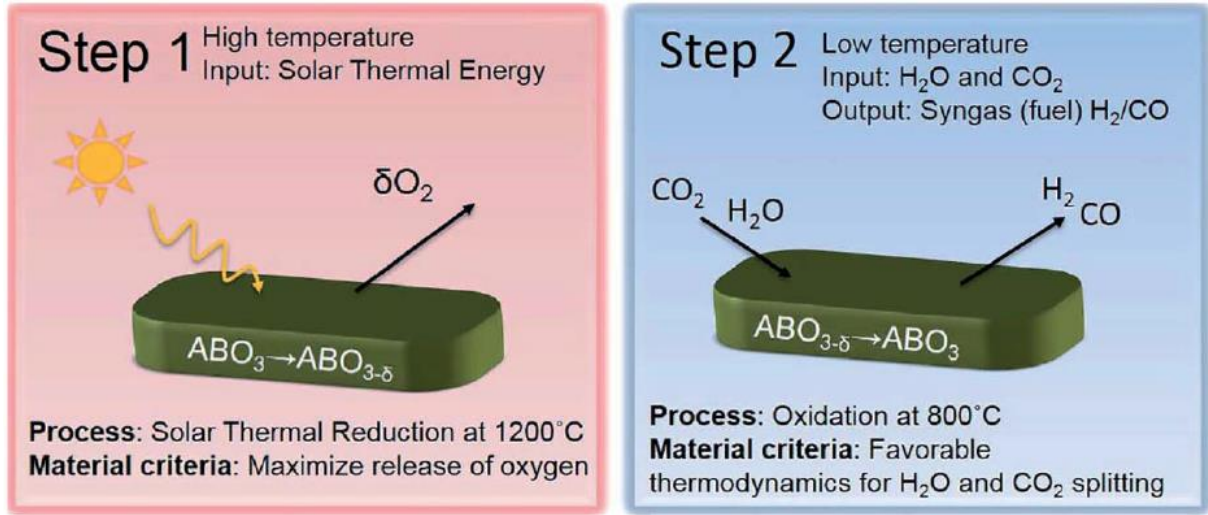 Step 1
High temperature
Input: Solar Thermal Energy
δO₂
ABO₃→ABO₃₋δ
Process: Solar Thermal Reduction at 1200˚C
Material criteria: Maximize release of oxygen
Step 2
Low temperature
Input: H₂O and CO₂
Output: Syngas (fuel) H₂/CO
CO₂
H₂O
H₂
CO
ABO₃₋δ→ABO₃
Process: Oxidation at 800˚C
Material criteria: Favorable
thermodynamics for H₂O and CO₂ splitting